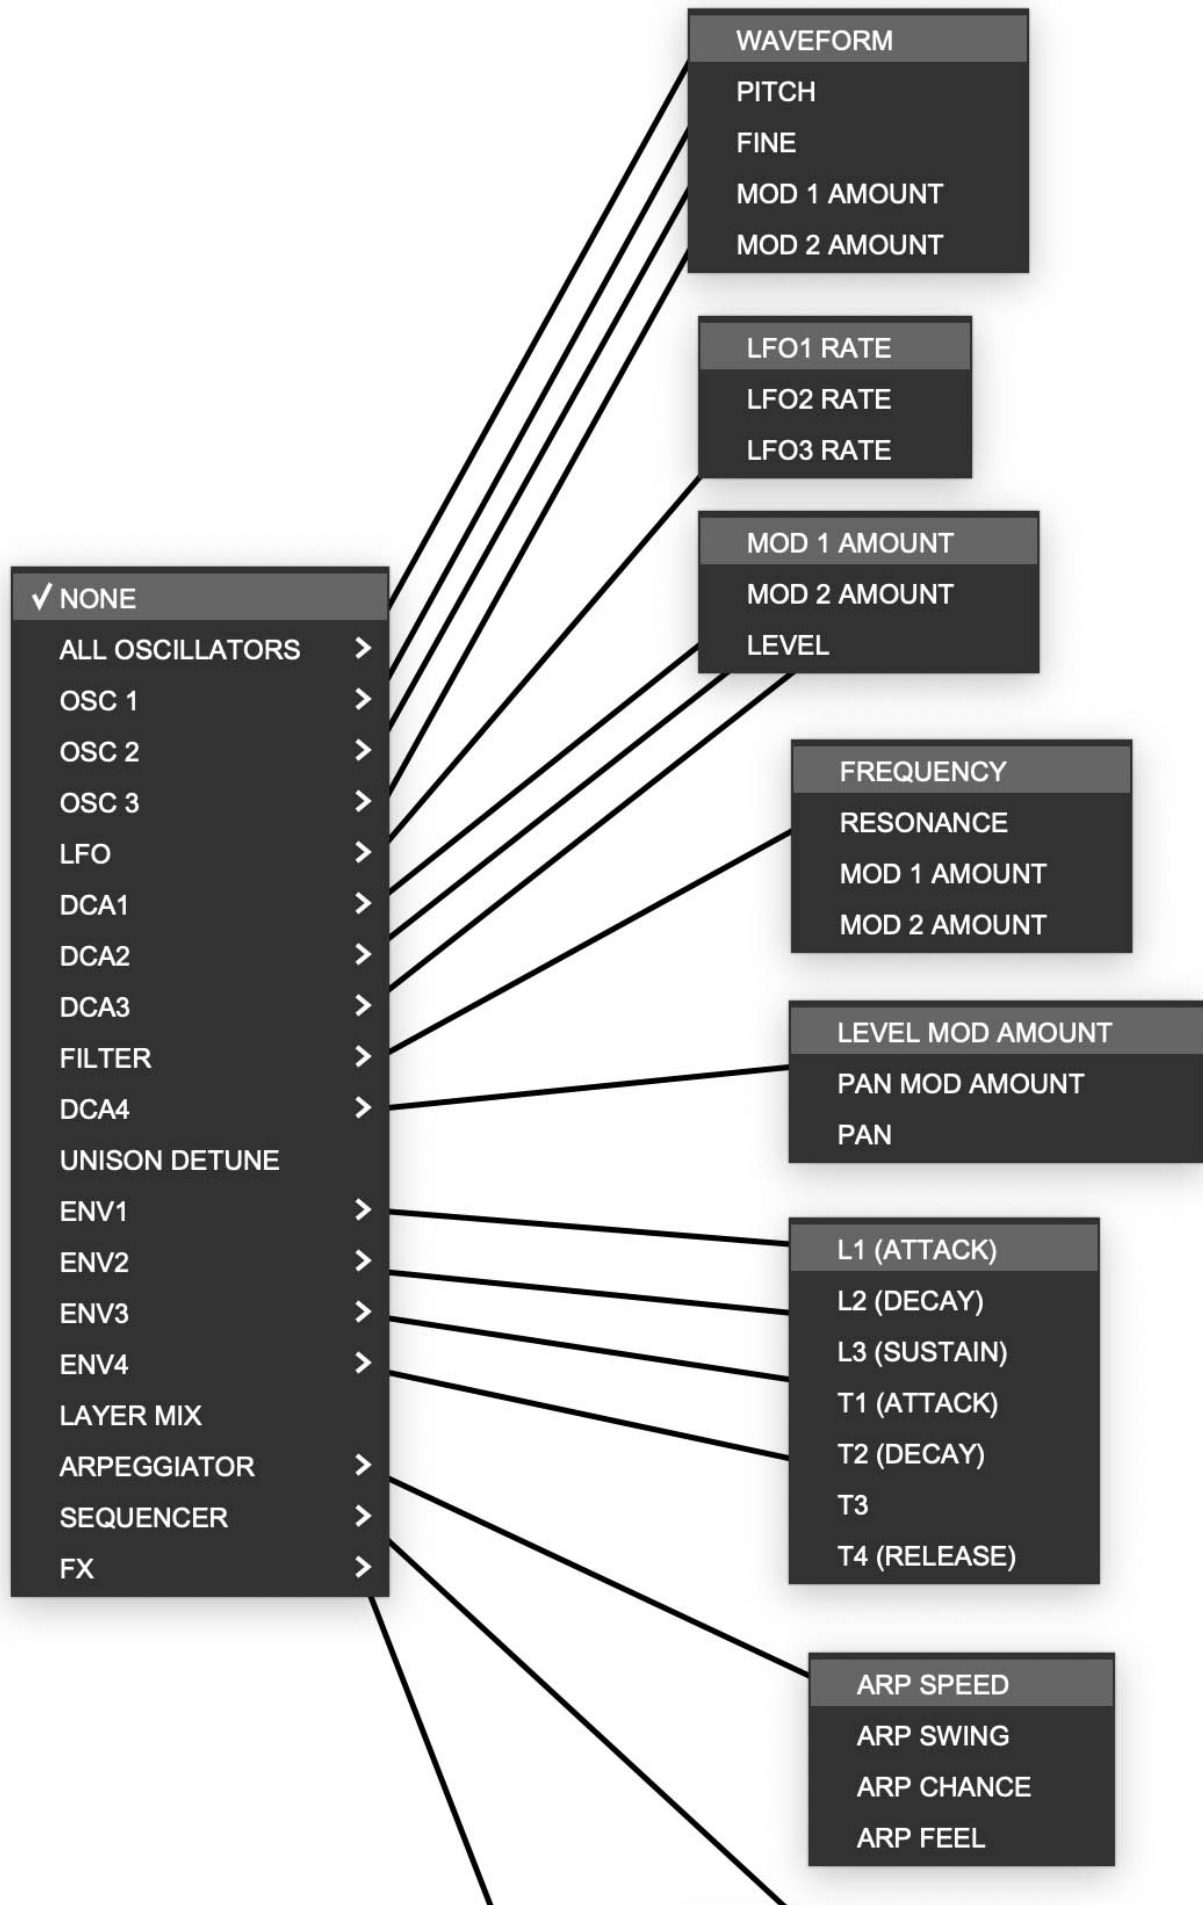 WAVEFORM
PITCH
FINE
MOD 1 AMOUNT
MOD 2 AMOUNT
LFO1 RATE
LFO2 RATE
LFO3 RATE
MOD 1 AMOUNT
MOD 2 AMOUNT
LEVEL
✓ NONE
ALL OSCILLATORS >
OSC 1 >
OSC 2 >
OSC 3 >
LFO >
DCA1 >
DCA2 >
DCA3 >
FILTER >
DCA4 >
UNISON DETUNE
ENV1 >
ENV2 >
ENV3 >
ENV4 >
LAYER MIX
ARPEGGIATOR >
SEQUENCER >
FX >
FREQUENCY
RESONANCE
MOD 1 AMOUNT
MOD 2 AMOUNT
LEVEL MOD AMOUNT
PAN MOD AMOUNT
PAN
L1 (ATTACK)
L2 (DECAY)
L3 (SUSTAIN)
T1 (ATTACK)
T2 (DECAY)
T3
T4 (RELEASE)
ARP SPEED
ARP SWING
ARP CHANCE
ARP FEEL